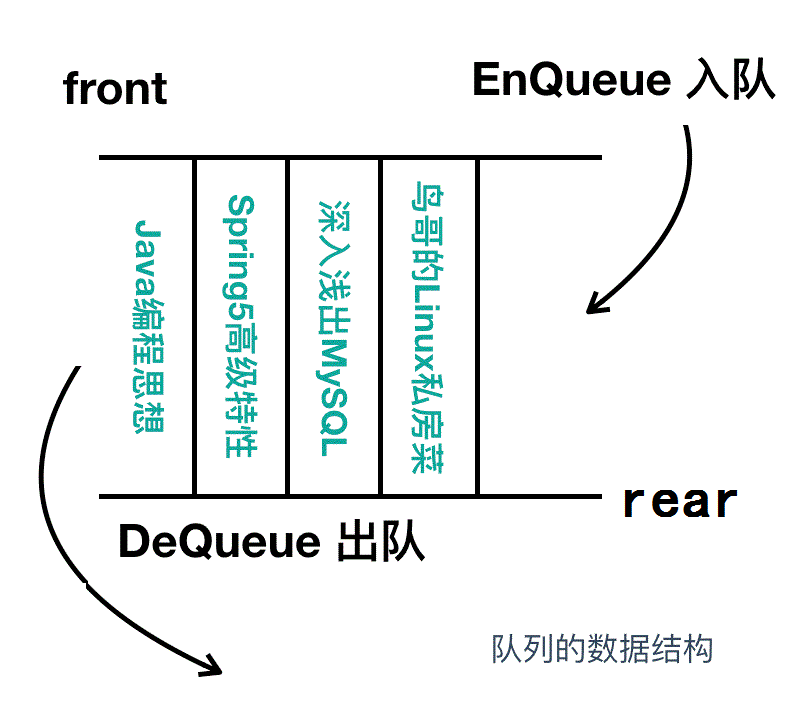 front
EnQueue 入队
Java编程思想
Spring5高级特性
深入浅出MySQL
鸟哥的Linux私房菜
rear
DeQueue 出队
队列的数据结构